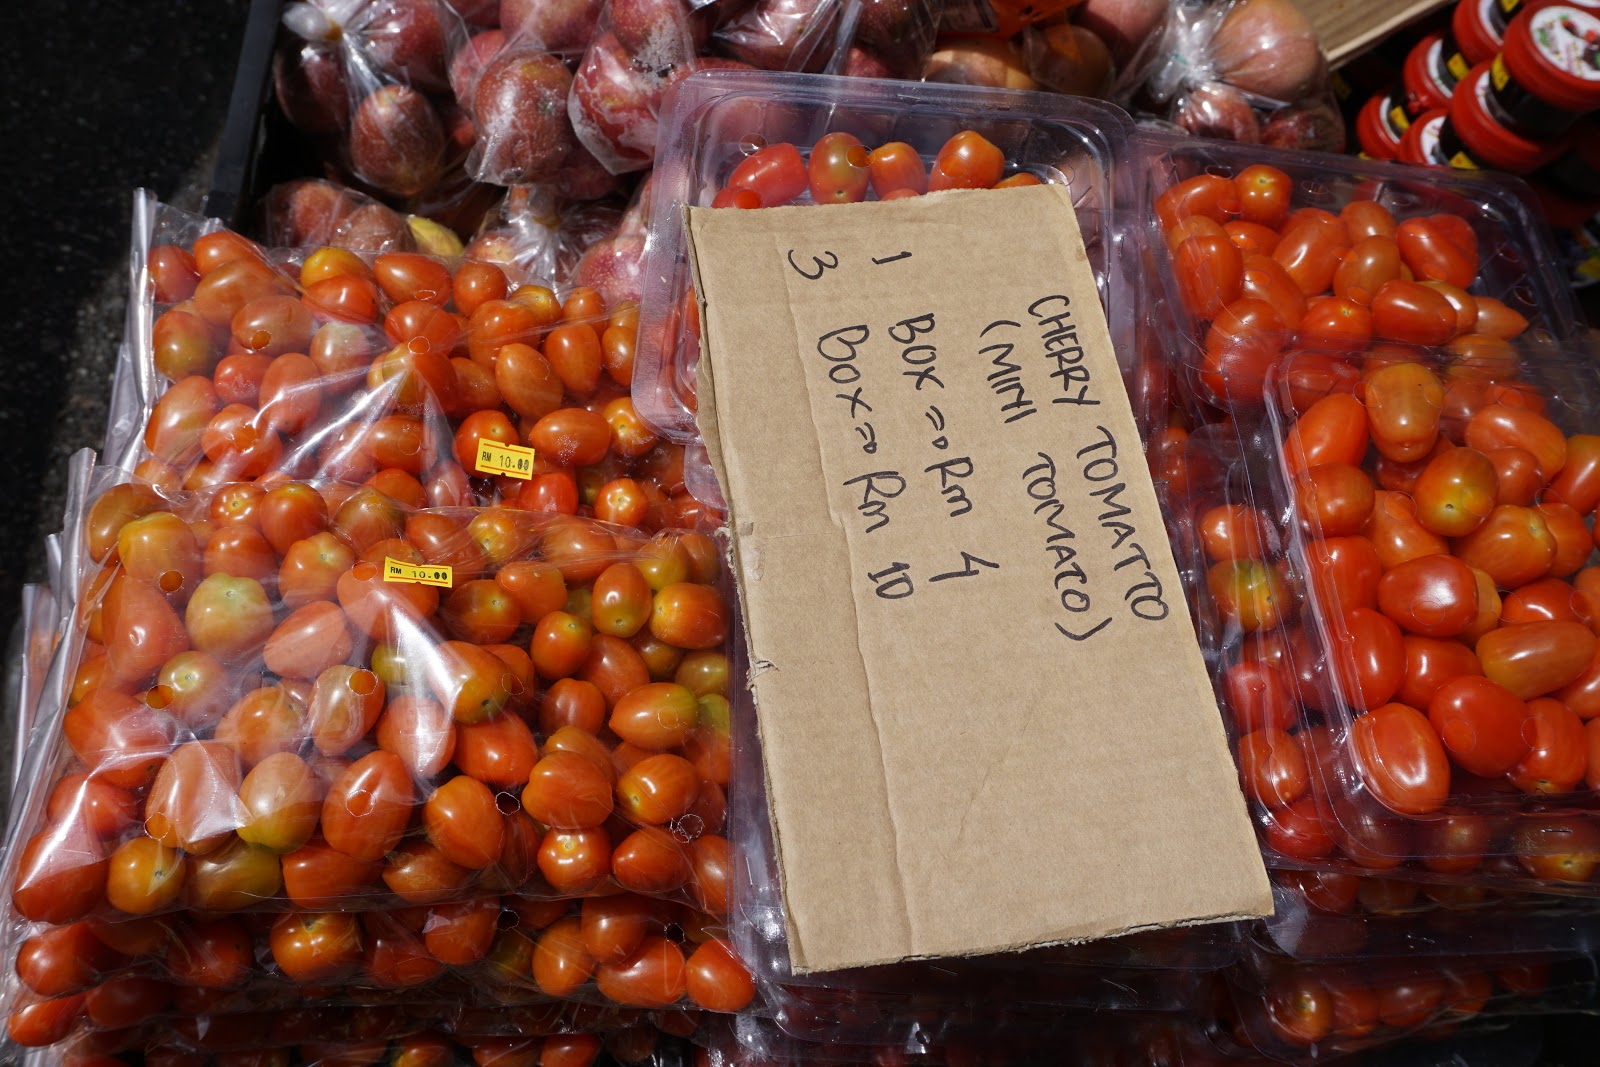 CHERRY TOMATTO
(MINI TOMATO)
1 BOX = RM 4
3 BOX = RM 10
RM 10.00
RM 10.00